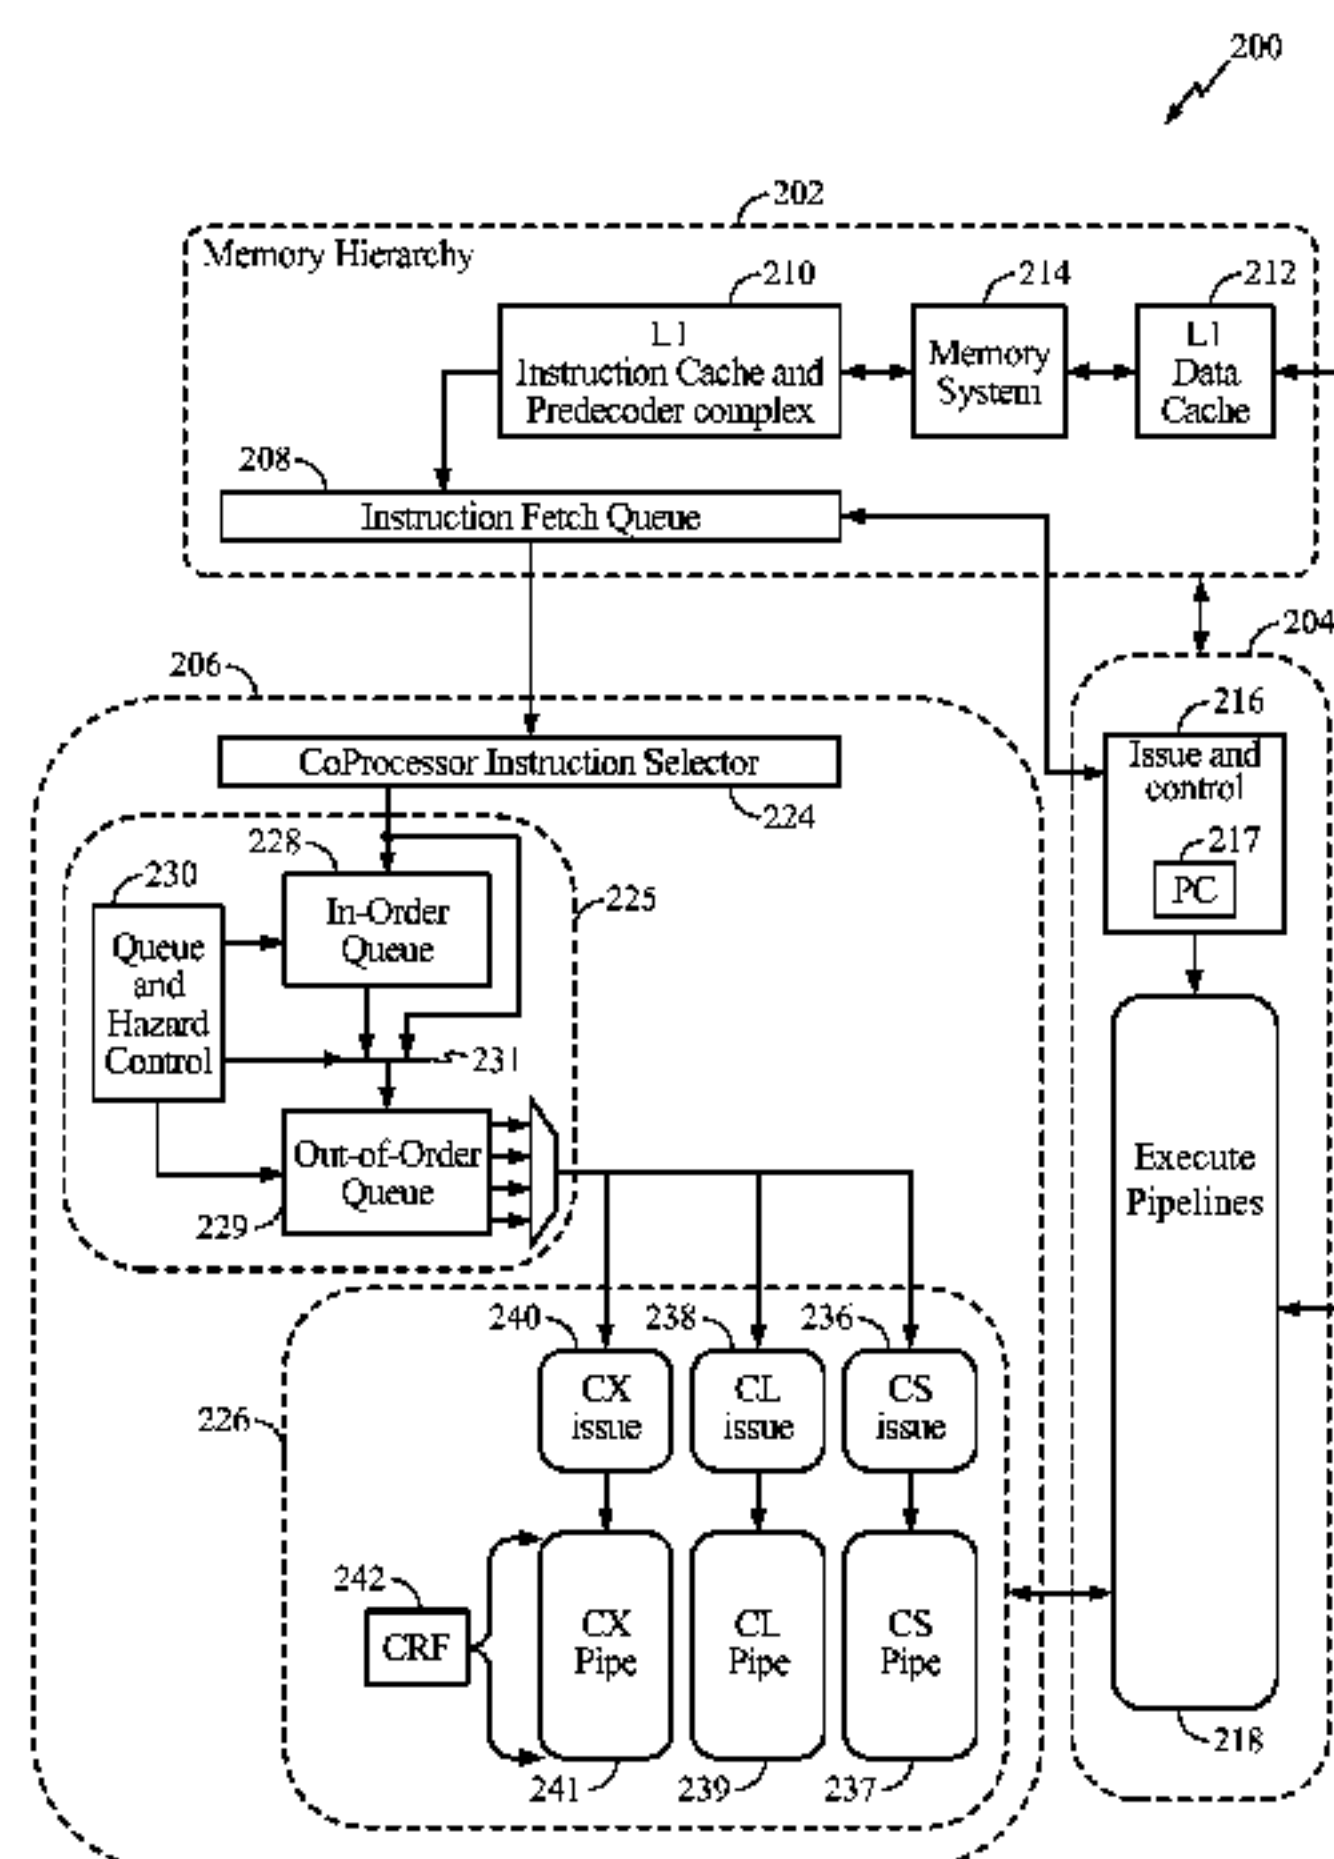 200
202
Memory Hierarchy
210
214
212
L1
Instruction Cache and
Predecoder complex
Memory
System
L1
Data
Cache
208
Instruction Fetch Queue
204
206
216
CoProcessor Instruction Selector
Issue and
control
224
217
PC
228
230
225
In-Order
Queue
Queue
and
Hazard
Control
231
Out-of-Order
Queue
229
Execute
Pipelines
240
238
236
226
CX
issue
CL
issue
CS
issue
242
CRF
CX
Pipe
CL
Pipe
CS
Pipe
218
241
239
237